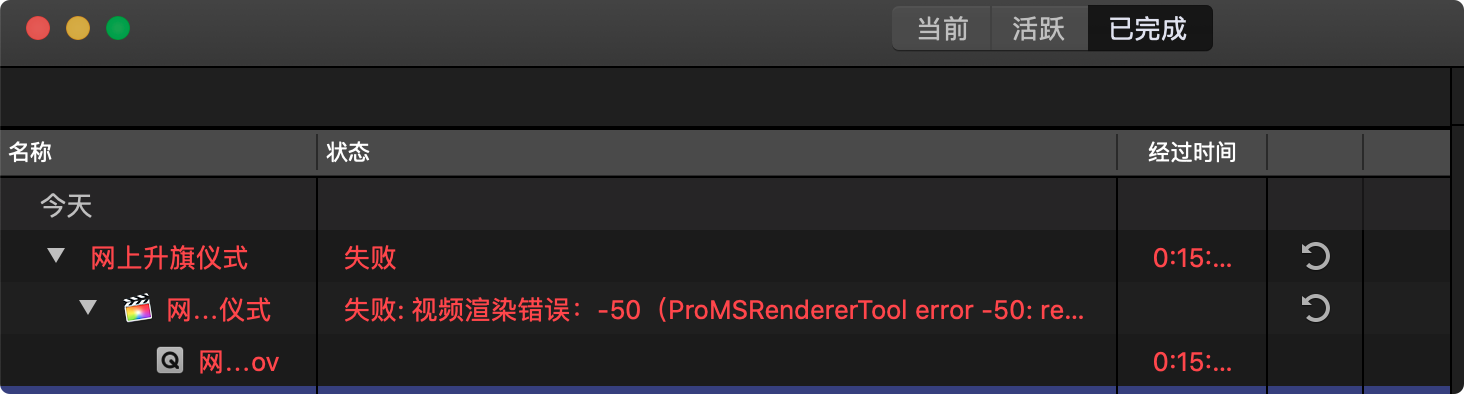 当前 活跃 已完成
名称 状态 经过时间
今天
网上升旗仪式 失败 0:15:...
网...仪式 失败: 视频渲染错误：-50（ProMSRendererTool error -50: re...
Q 网...ov 0:15:...